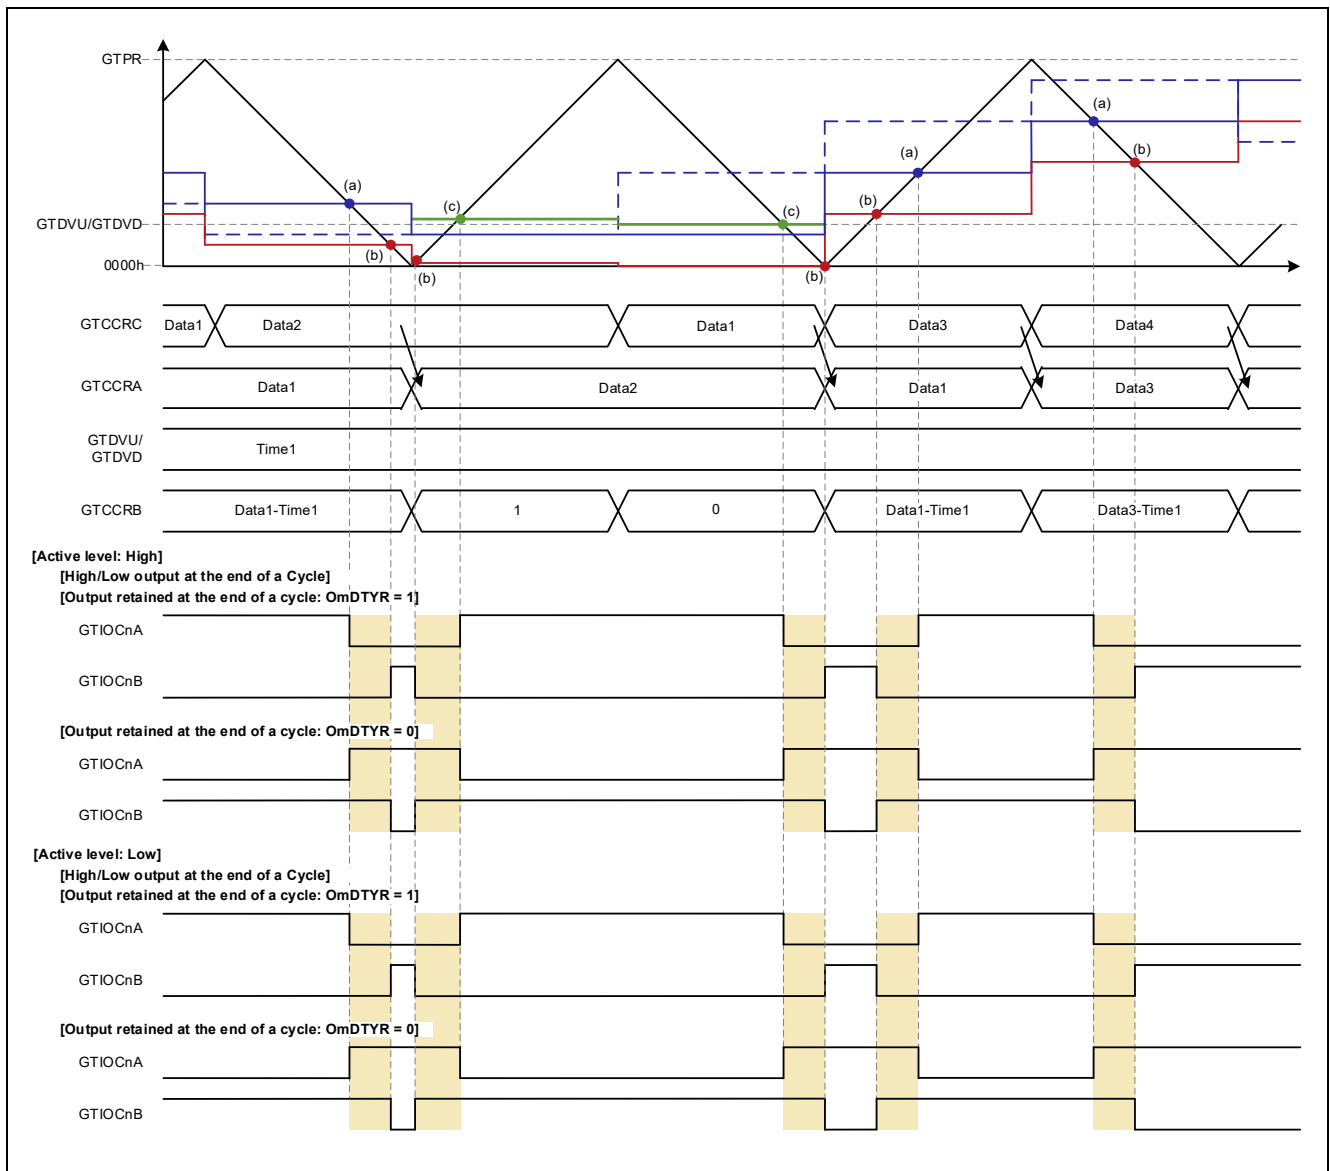 GTPR
(a)
(a)
(b)
(c)
(b)
(c)
(a)
GTDVU/GTDVD
(b)
0000h
(b)
(b)
GTCCRC
Data1
Data2
Data1
Data3
Data4
GTCCRA
Data1
Data2
Data1
Data3
GTDVU/
GTDVD
Time1
GTCCRB
Data1-Time1
1
0
Data1-Time1
Data3-Time1
[Active level: High]
[High/Low output at the end of a Cycle]
[Output retained at the end of a cycle: OmDTYR = 1]
GTIOCnA
GTIOCnB
[Output retained at the end of a cycle: OmDTYR = 0]
GTIOCnA
GTIOCnB
[Active level: Low]
[High/Low output at the end of a Cycle]
[Output retained at the end of a cycle: OmDTYR = 1]
GTIOCnA
GTIOCnB
[Output retained at the end of a cycle: OmDTYR = 0]
GTIOCnA
GTIOCnB